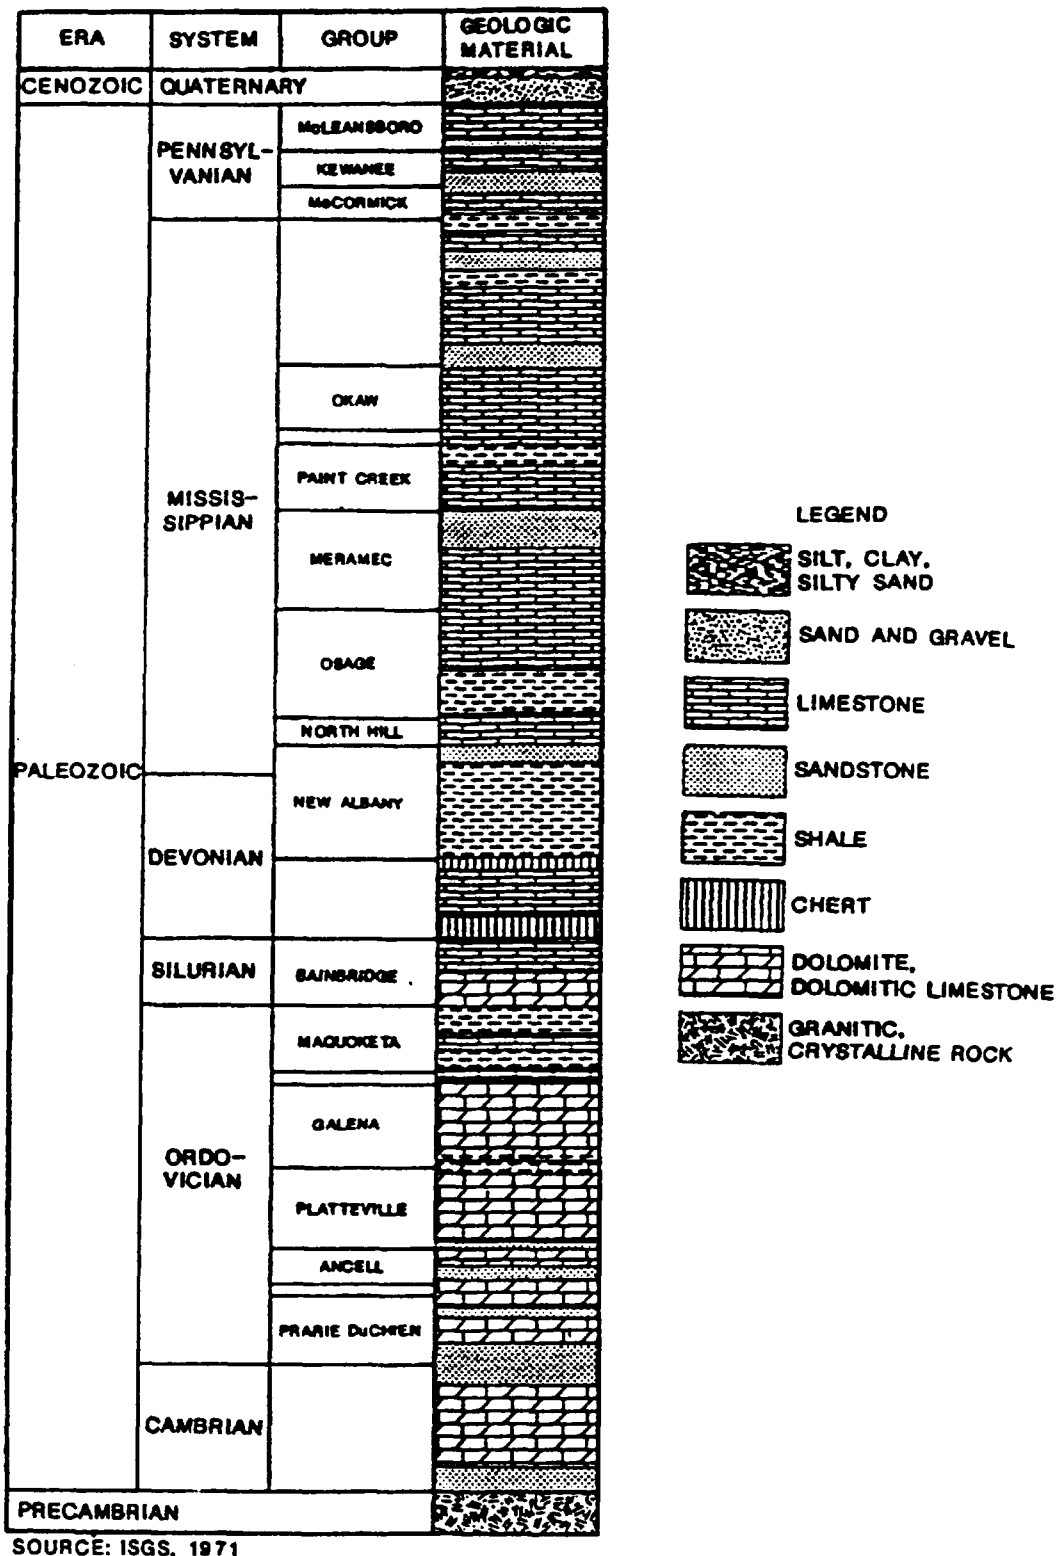 ERA
SYSTEM
GROUP
GEOLOGIC
MATERIAL
CENOZOIC
QUATERNARY
PALEOZOIC
PENNSYL-
VANIAN
McLEANSBORO
KEWANEE
McCORMICK
MISSIS-
SIPPIAN
OKAW
PAINT CREEK
MERAMEC
OSAGE
NORTH HILL
NEW ALBANY
DEVONIAN
SILURIAN
BAINBRIDGE
ORDO-
VICIAN
MAQUOKETA
GALENA
PLATTEVILLE
ANCELL
PRARIE DuCHIEN
CAMBRIAN
PRECAMBRIAN
SOURCE: ISGS, 1971
LEGEND
SILT, CLAY,
SILTY SAND
SAND AND GRAVEL
LIMESTONE
SANDSTONE
SHALE
CHERT
DOLOMITE,
DOLOMITIC LIMESTONE
GRANITIC,
CRYSTALLINE ROCK